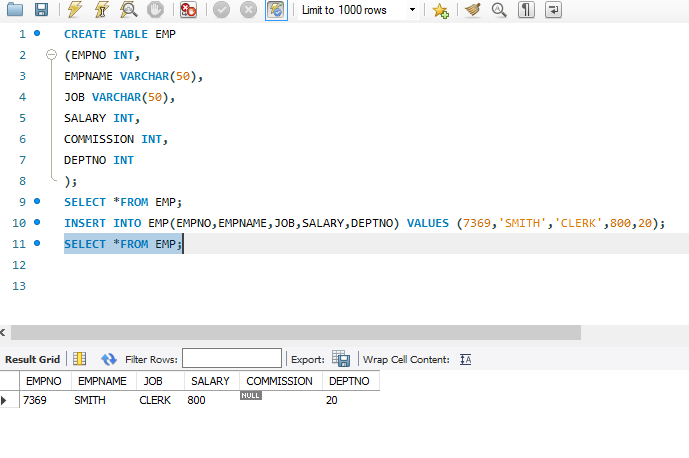 Limit to 1000 rows
1 CREATE TABLE EMP
2 (EMPNO INT,
3 EMPNAME VARCHAR(50),
4 JOB VARCHAR(50),
5 SALARY INT,
6 COMMISSION INT,
7 DEPTNO INT
8 );
9 SELECT *FROM EMP;
10 INSERT INTO EMP(EMPNO,EMPNAME,JOB,SALARY,DEPTNO) VALUES (7369,'SMITH','CLERK',800,20);
11 SELECT *FROM EMP;
12
13
Result Grid Filter Rows: Export: Wrap Cell Content: IA
EMPNO EMPNAME JOB SALARY COMMISSION DEPTNO
7369 SMITH CLERK 800 NULL 20